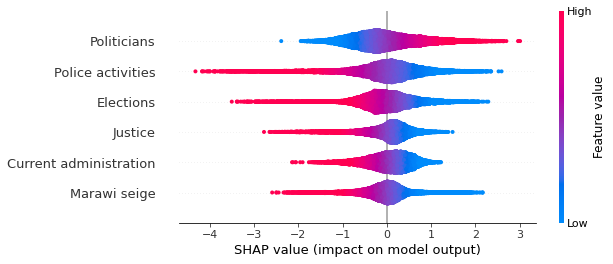 High
Politicians
Police activities
Elections
Justice
Current administration
Marawi seige
Feature value
Low
−4 −3 −2 −1 0 1 2 3
SHAP value (impact on model output)